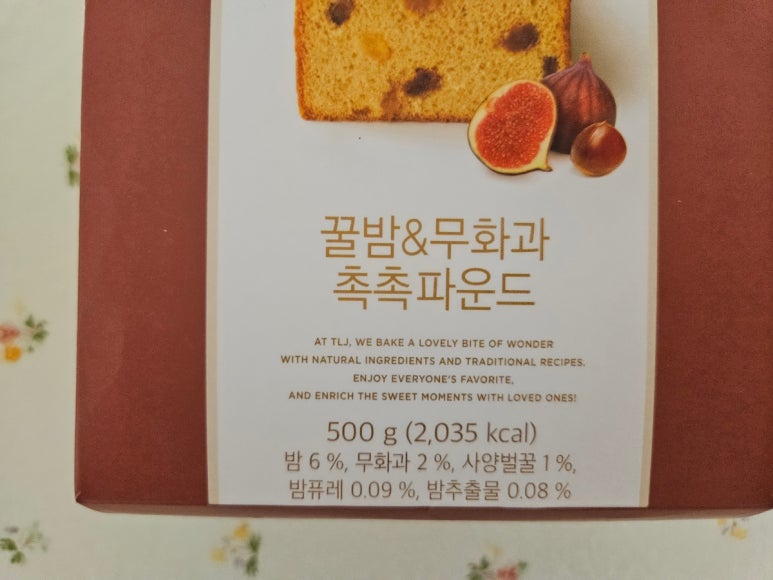 꿀밤&무화과
촉촉파운드
AT TLJ, WE BAKE A LOVELY BITE OF WONDER
WITH NATURAL INGREDIENTS AND TRADITIONAL RECIPES.
ENJOY EVERYONE'S FAVORITE,
AND ENRICH THE SWEET MOMENTS WITH LOVED ONES!
500 g (2,035 kcal)
밤 6 %, 무화과 2 %, 사양벌꿀 1 %,
밤퓨레 0.09 %, 밤추출물 0.08 %